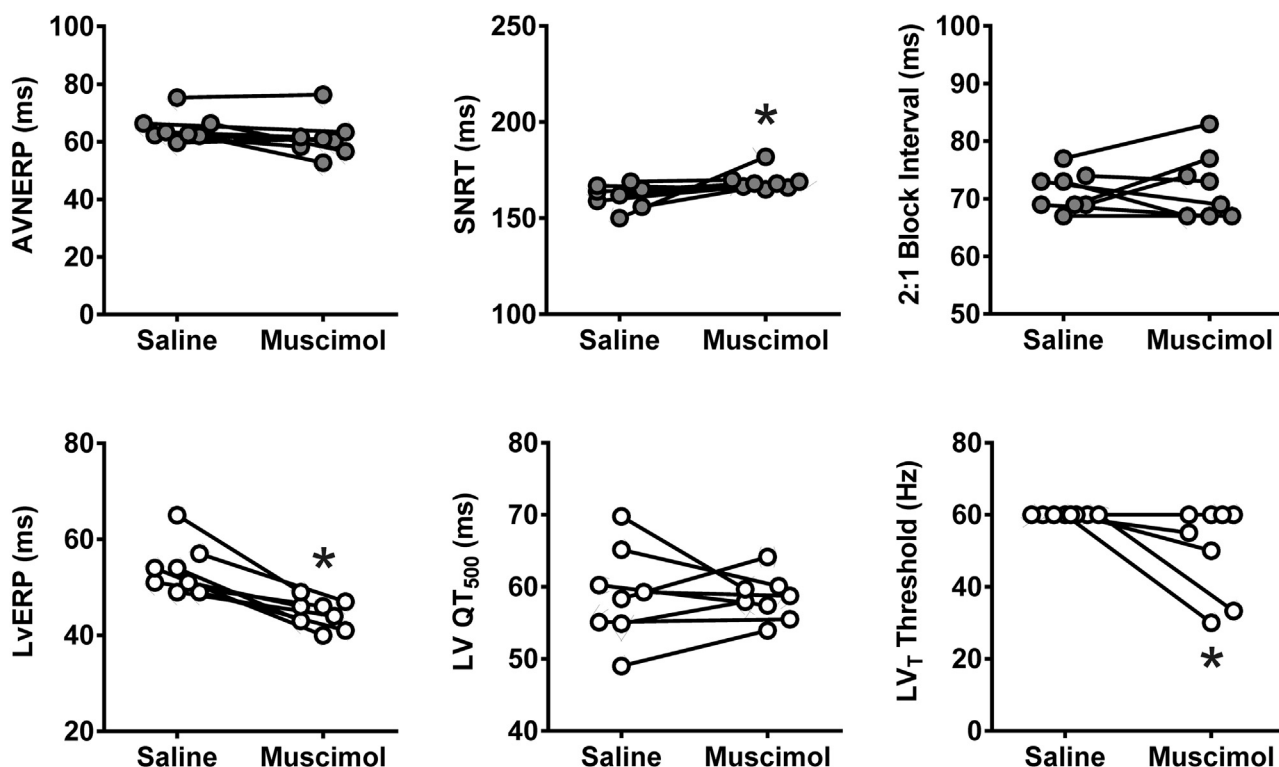 AVNERP (ms)
100
80
60
40
20
0
Saline Muscimol
SNRT (ms)
250
200
150
100
*
Saline Muscimol
2:1 Block Interval (ms)
100
90
80
70
60
50
Saline Muscimol
LvERP (ms)
80
60
40
20
*
Saline Muscimol
LV QT500 (ms)
80
70
60
50
40
Saline Muscimol
LVT Threshold (Hz)
80
60
40
20
0
*
Saline Muscimol